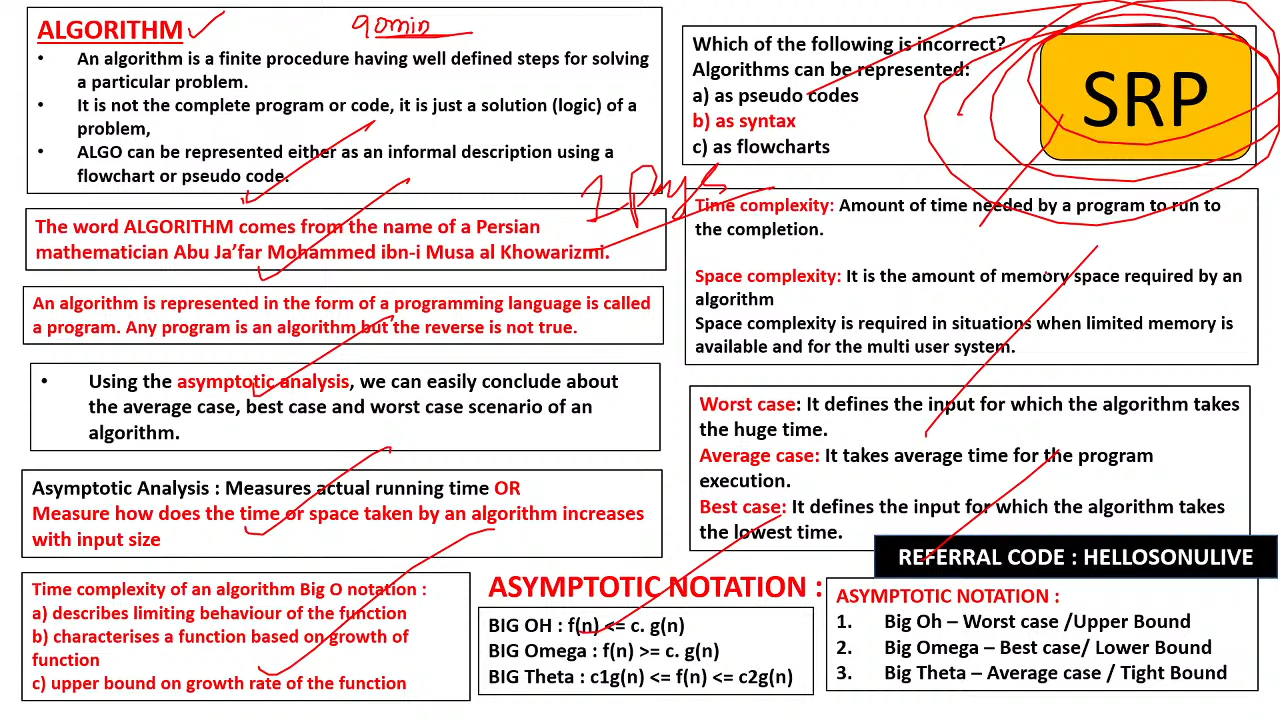 ALGORITHM
90min
• An algorithm is a finite procedure having well defined steps for solving
a particular problem.
• It is not the complete program or code, it is just a solution (logic) of a
problem,
• ALGO can be represented either as an informal description using a
flowchart or pseudo code.
The word ALGORITHM comes from the name of a Persian
mathematician Abu Ja’far Mohammed ibn-i Musa al Khowarizmi.
An algorithm is represented in the form of a programming language is called
a program. Any program is an algorithm but the reverse is not true.
• Using the asymptotic analysis, we can easily conclude about
the average case, best case and worst case scenario of an
algorithm.
Asymptotic Analysis : Measures actual running time OR
Measure how does the time or space taken by an algorithm increases
with input size
Time complexity of an algorithm Big O notation :
a) describes limiting behaviour of the function
b) characterises a function based on growth of
function
c) upper bound on growth rate of the function
Which of the following is incorrect?
Algorithms can be represented:
a) as pseudo codes
b) as syntax
c) as flowcharts
SRP
Time complexity: Amount of time needed by a program to run to
the completion.
Space complexity: It is the amount of memory space required by an
algorithm
Space complexity is required in situations when limited memory is
available and for the multi user system.
Worst case: It defines the input for which the algorithm takes
the huge time.
Average case: It takes average time for the program
execution.
Best case: It defines the input for which the algorithm takes
the lowest time.
REFERRAL CODE : HELLOSONULIVE
ASYMPTOTIC NOTATION :
BIG OH : f(n) <= c. g(n)
BIG Omega : f(n) >= c. g(n)
BIG Theta : c1g(n) <= f(n) <= c2g(n)
ASYMPTOTIC NOTATION :
1. Big Oh – Worst case /Upper Bound
2. Big Omega – Best case/ Lower Bound
3. Big Theta – Average case / Tight Bound